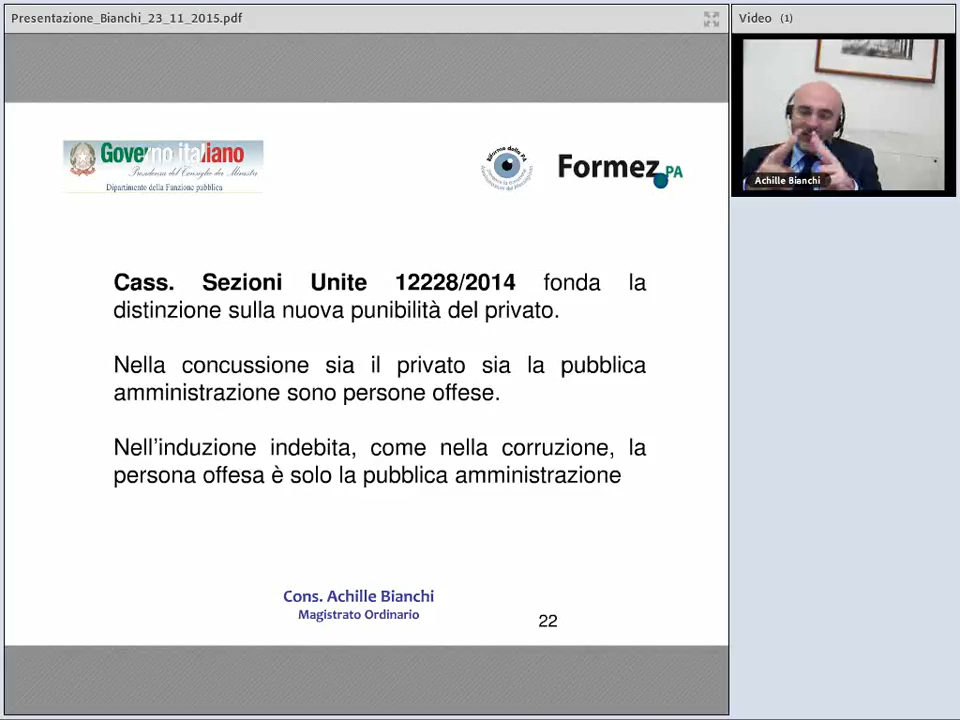 Presentazione_Bianchi_23_11_2015.pdf
Video (1)
Governo italiano
Presidenza del Consiglio dei Ministri
Dipartimento della Funzione pubblica
Riforma della PA
Formez PA
Achille Bianchi
Cass. Sezioni Unite 12228/2014 fonda la
distinzione sulla nuova punibilità del privato.
Nella concussione sia il privato sia la pubblica
amministrazione sono persone offese.
Nell'induzione indebita, come nella corruzione, la
persona offesa è solo la pubblica amministrazione
Cons. Achille Bianchi
Magistrato Ordinario
22